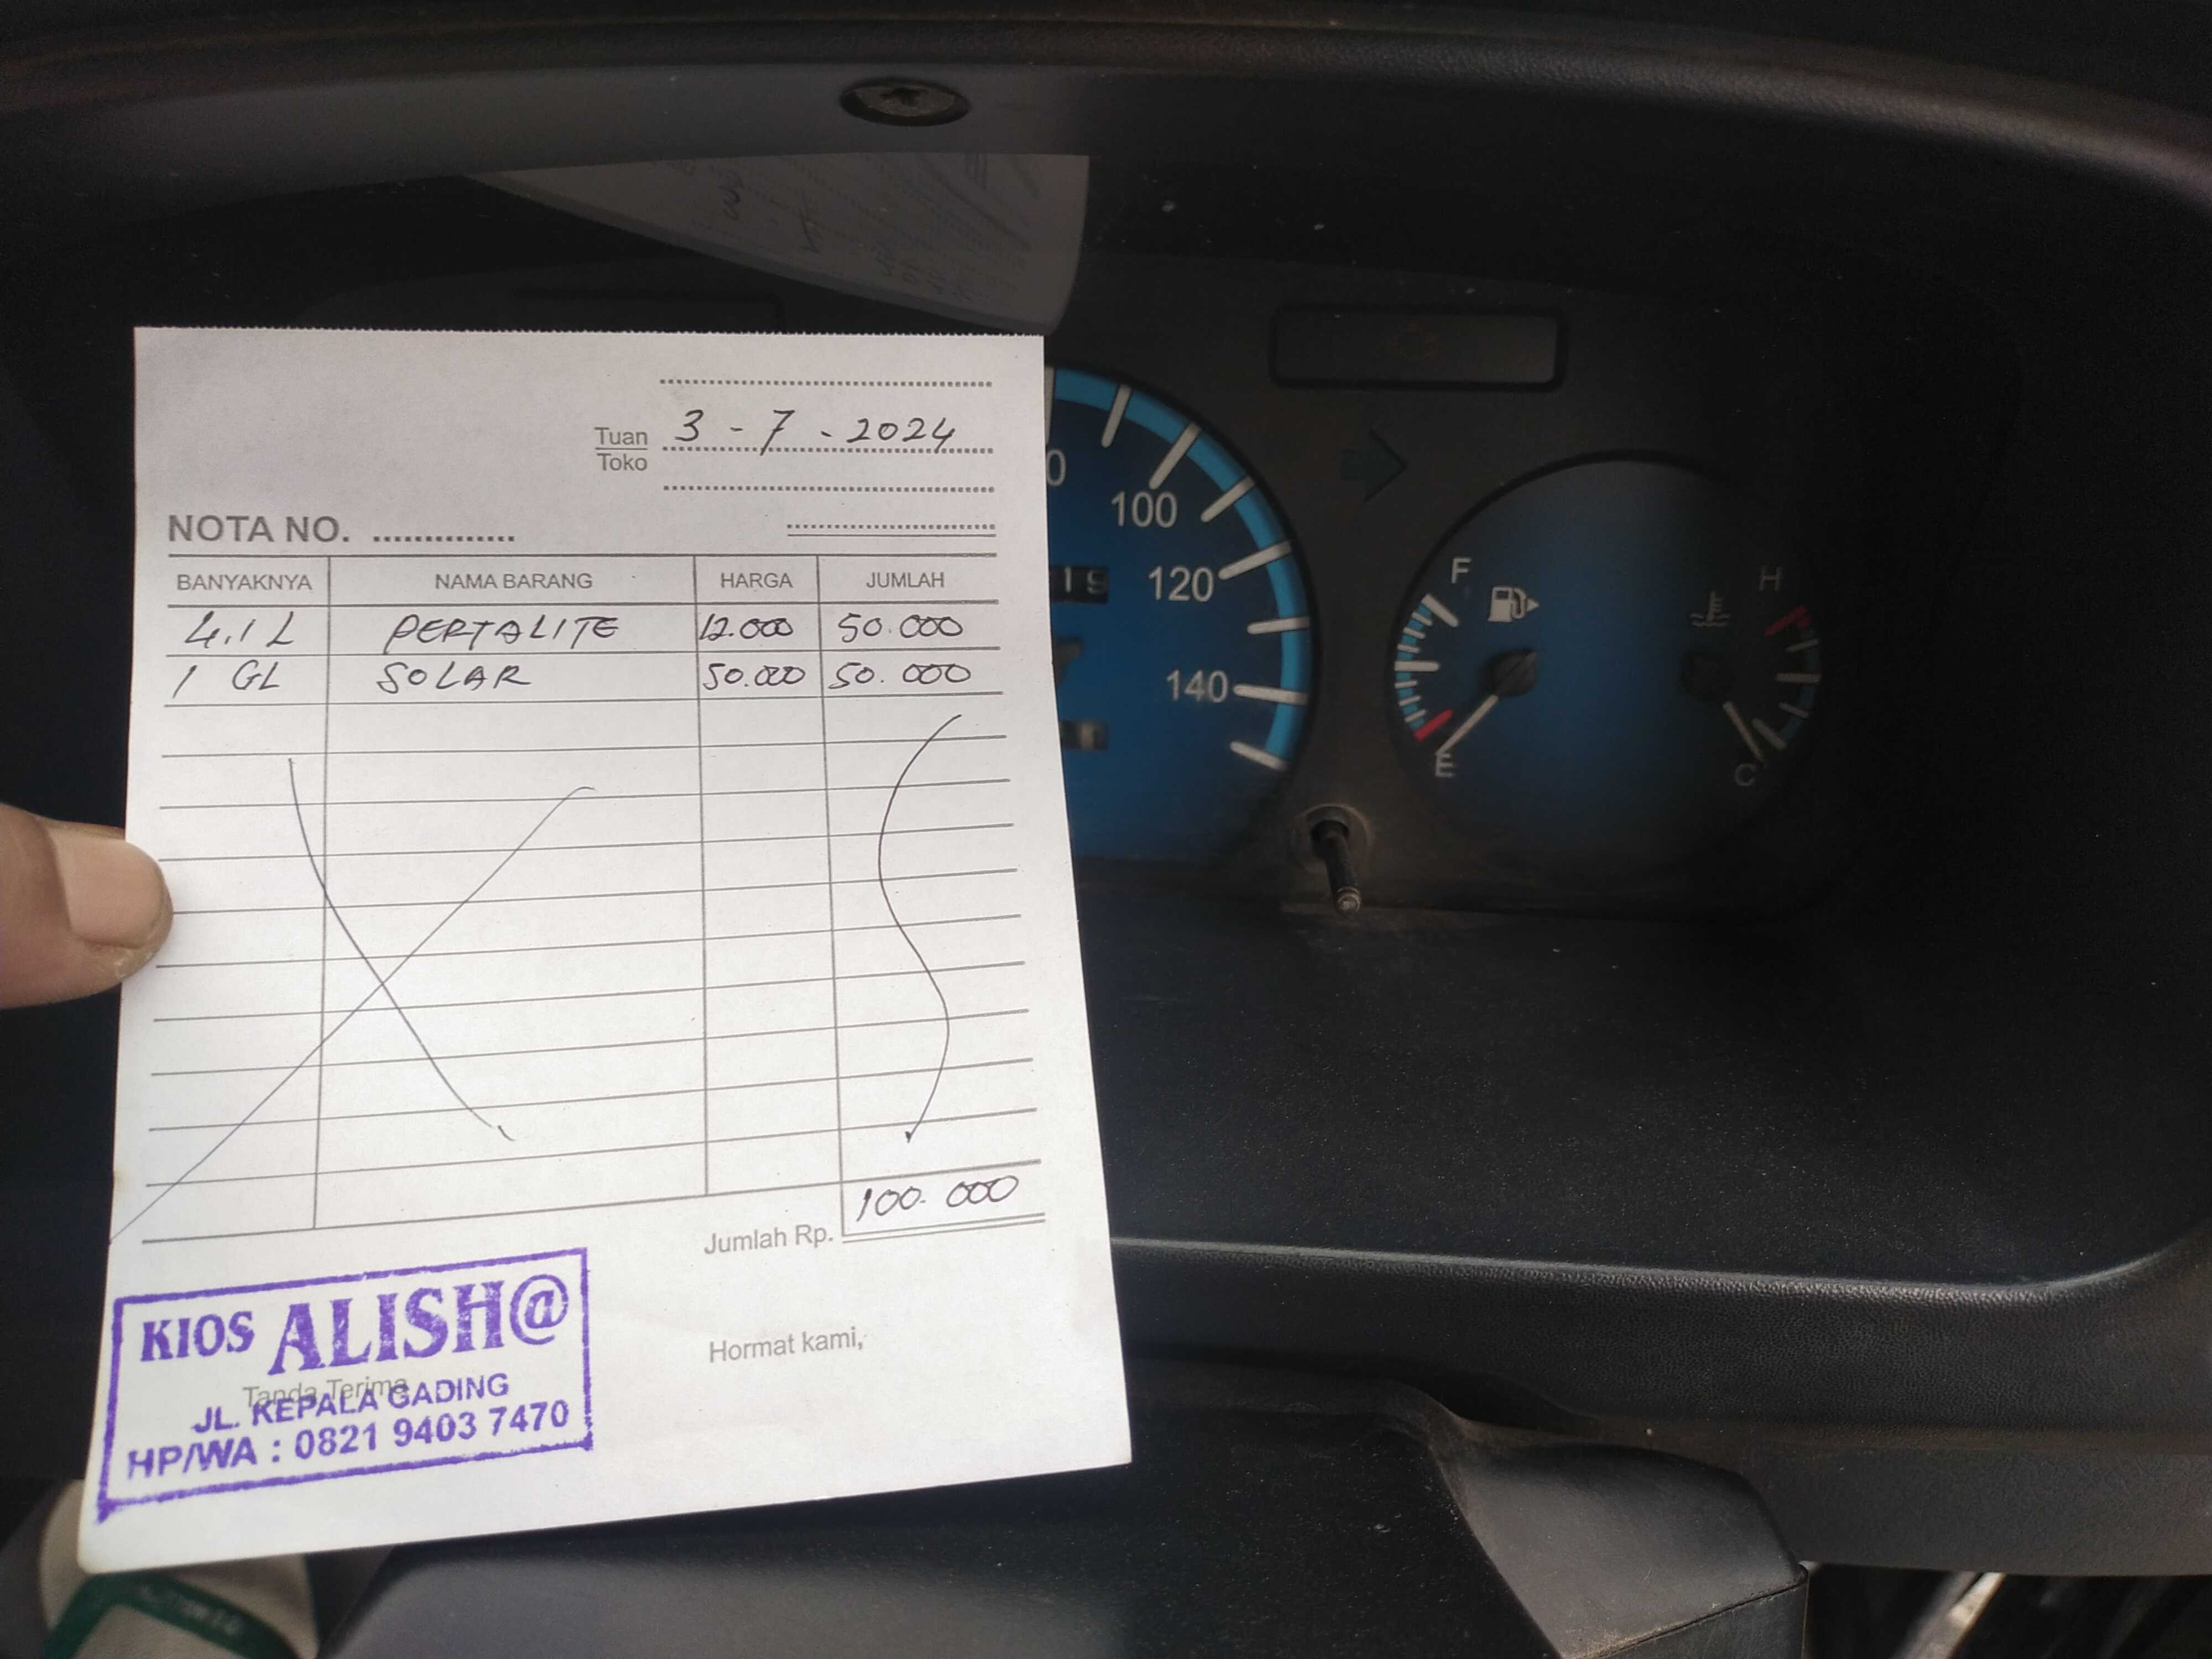 3 - 7 - 2024
Tuan
Toko
NOTA NO. ..............
BANYAKNYA NAMA BARANG HARGA JUMLAH
4.1 L PERTALITE 12.000 50.000
1 GL SOLAR 50.000 50.000
Jumlah Rp. 100.000
KIOS ALISH@
Tanda Terima
JL. KEPALA GADING
HP/WA : 0821 9403 7470
Hormat kami,
100
120
140
19
F
E
H
C